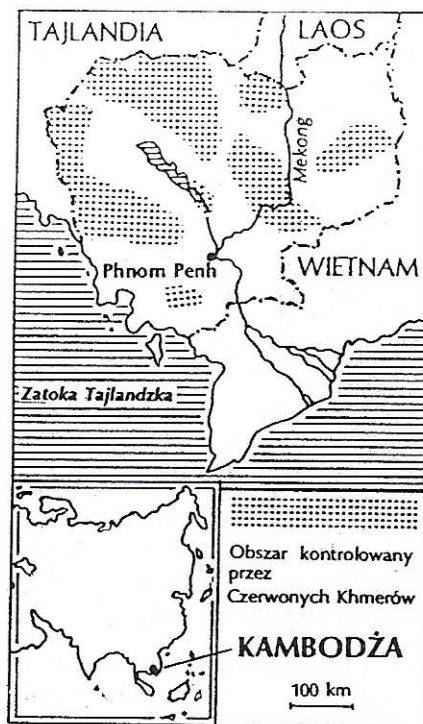 TAJLANDIA
LAOS
Mekong
Phnom Penh
WIETNAM
Zatoka Tajlandzka
Obszar kontrolowany
przez
Czerwonych Khmerów
KAMBODŻA
100 km